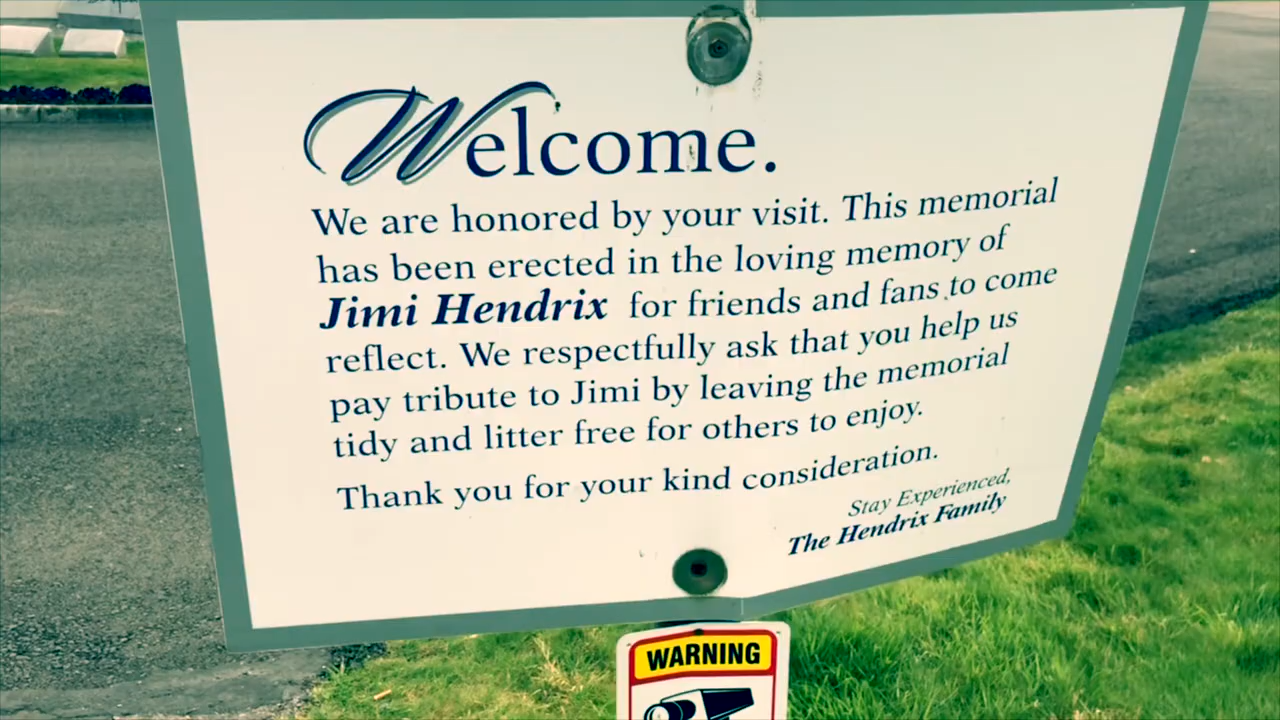 Welcome.
We are honored by your visit. This memorial
has been erected in the loving memory of
Jimi Hendrix for friends and fans to come
reflect. We respectfully ask that you help us
pay tribute to Jimi by leaving the memorial
tidy and litter free for others to enjoy.
Thank you for your kind consideration.
Stay Experienced,
The Hendrix Family
WARNING